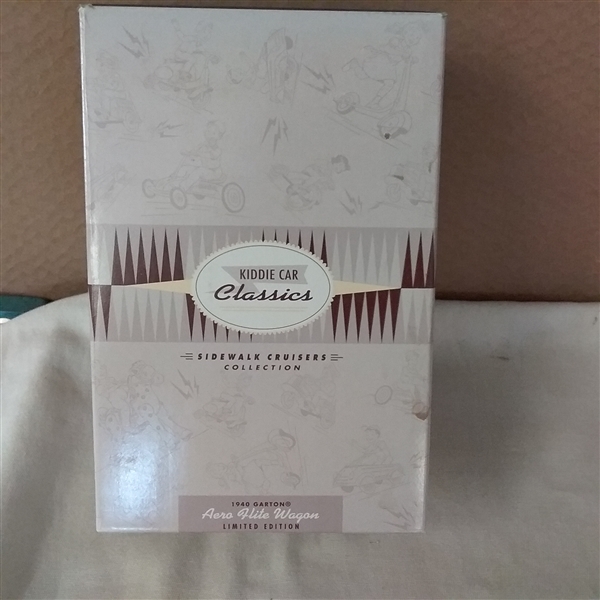 KIDDIE CAR
Classics
SIDEWALK CRUISERS
COLLECTION
1940 GARTON®
Aero Flite Wagon
LIMITED EDITION